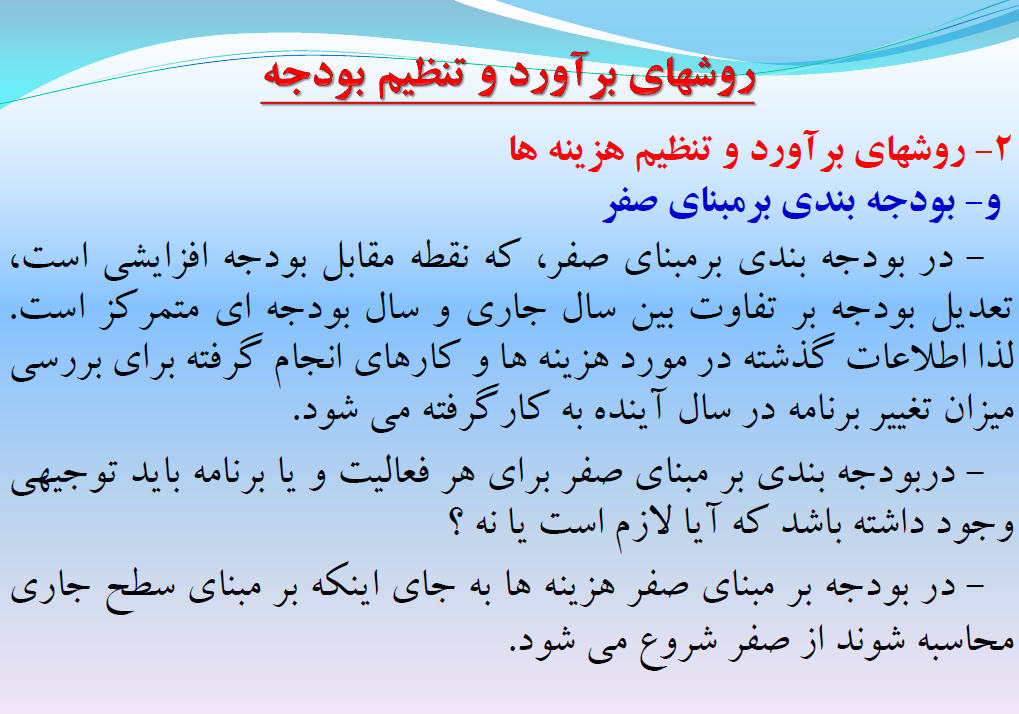 روشهای برآورد و تنظیم بودجه
۲- روشهای برآورد و تنظیم هزینه ها
و- بودجه بندی برمبنای صفر
- در بودجه بندی برمبنای صفر، که نقطه مقابل بودجه افزایشی است،
تعدیل بودجه بر تفاوت بین سال جاری و سال بودجه ای متمرکز است.
لذا اطلاعات گذشته در مورد هزینه ها و کارهای انجام گرفته برای بررسی
میزان تغییر برنامه در سال آینده به کارگرفته می شود.
- دربودجه بندی بر مبنای صفر برای هر فعالیت و یا برنامه باید توجیهی
وجود داشته باشد که آیا لازم است یا نه ؟
- در بودجه بر مبنای صفر هزینه ها به جای اینکه بر مبنای سطح جاری
محاسبه شوند از صفر شروع می شود.